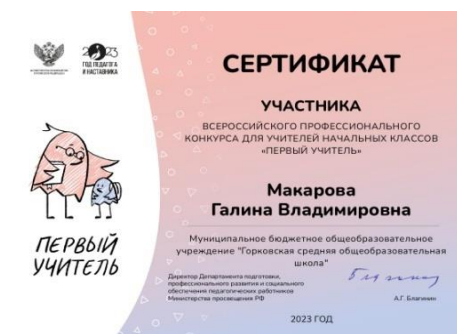 2023
ГОД ПЕДАГОГА
И НАСТАВНИКА
ПЕРВЫЙ
УЧИТЕЛЬ
СЕРТИФИКАТ
УЧАСТНИКА
ВСЕРОССИЙСКОГО ПРОФЕССИОНАЛЬНОГО
КОНКУРСА ДЛЯ УЧИТЕЛЕЙ НАЧАЛЬНЫХ КЛАССОВ
«ПЕРВЫЙ УЧИТЕЛЬ»
Макарова
Галина Владимировна
Муниципальное бюджетное общеобразовательное
учреждение "Горковская средняя общеобразовательная
школа"
Директор Департамента подготовки,
профессионального развития и социального
обеспечения педагогических работников
Министерства просвещения РФ
А.Г. Благинин
2023 ГОД